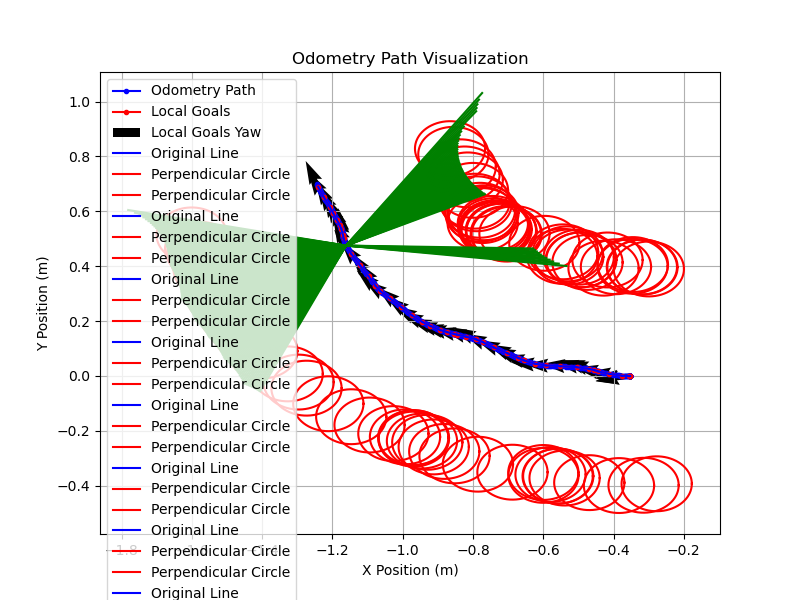 Odometry Path Visualization
Odometry Path
Local Goals
Local Goals Yaw
Original Line
Perpendicular Circle
Perpendicular Circle
Original Line
Perpendicular Circle
Perpendicular Circle
Original Line
Perpendicular Circle
Perpendicular Circle
Original Line
Perpendicular Circle
Perpendicular Circle
Original Line
Perpendicular Circle
Perpendicular Circle
Original Line
Perpendicular Circle
Perpendicular Circle
Original Line
Perpendicular Circle
Perpendicular Circle
Original Line
Y Position (m)
1.0
0.8
0.6
0.4
0.2
0.0
−0.2
−0.4
−1.2
−1.0
−0.8
−0.6
−0.4
−0.2
X Position (m)